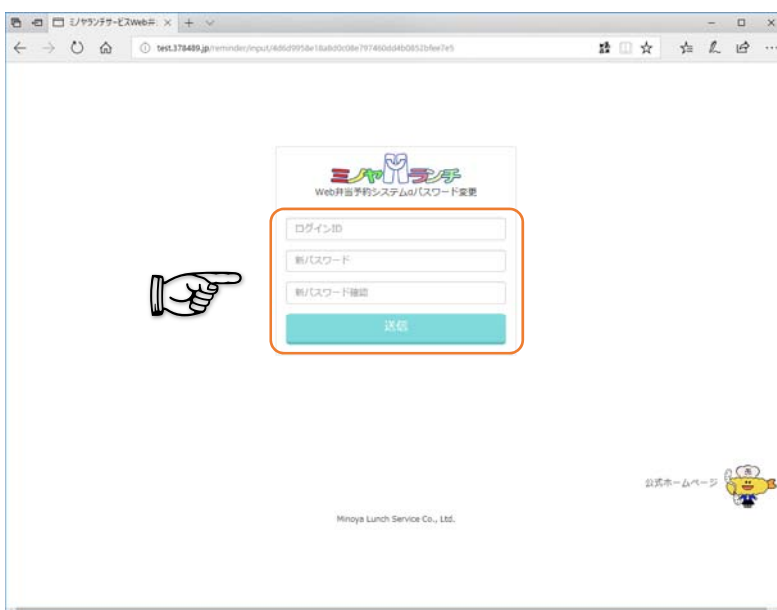 ミノヤランチサービスWeb弁
test.378489.jp/reminder/input/4d6d9958e18a8d0c08e797460dd4b0852bfee7e5
ミノヤランチ
Web弁当予約システムα/パスワード変更
ログインID
新パスワード
新パスワード確認
送信
公式ホームページ
Minoya Lunch Service Co., Ltd.